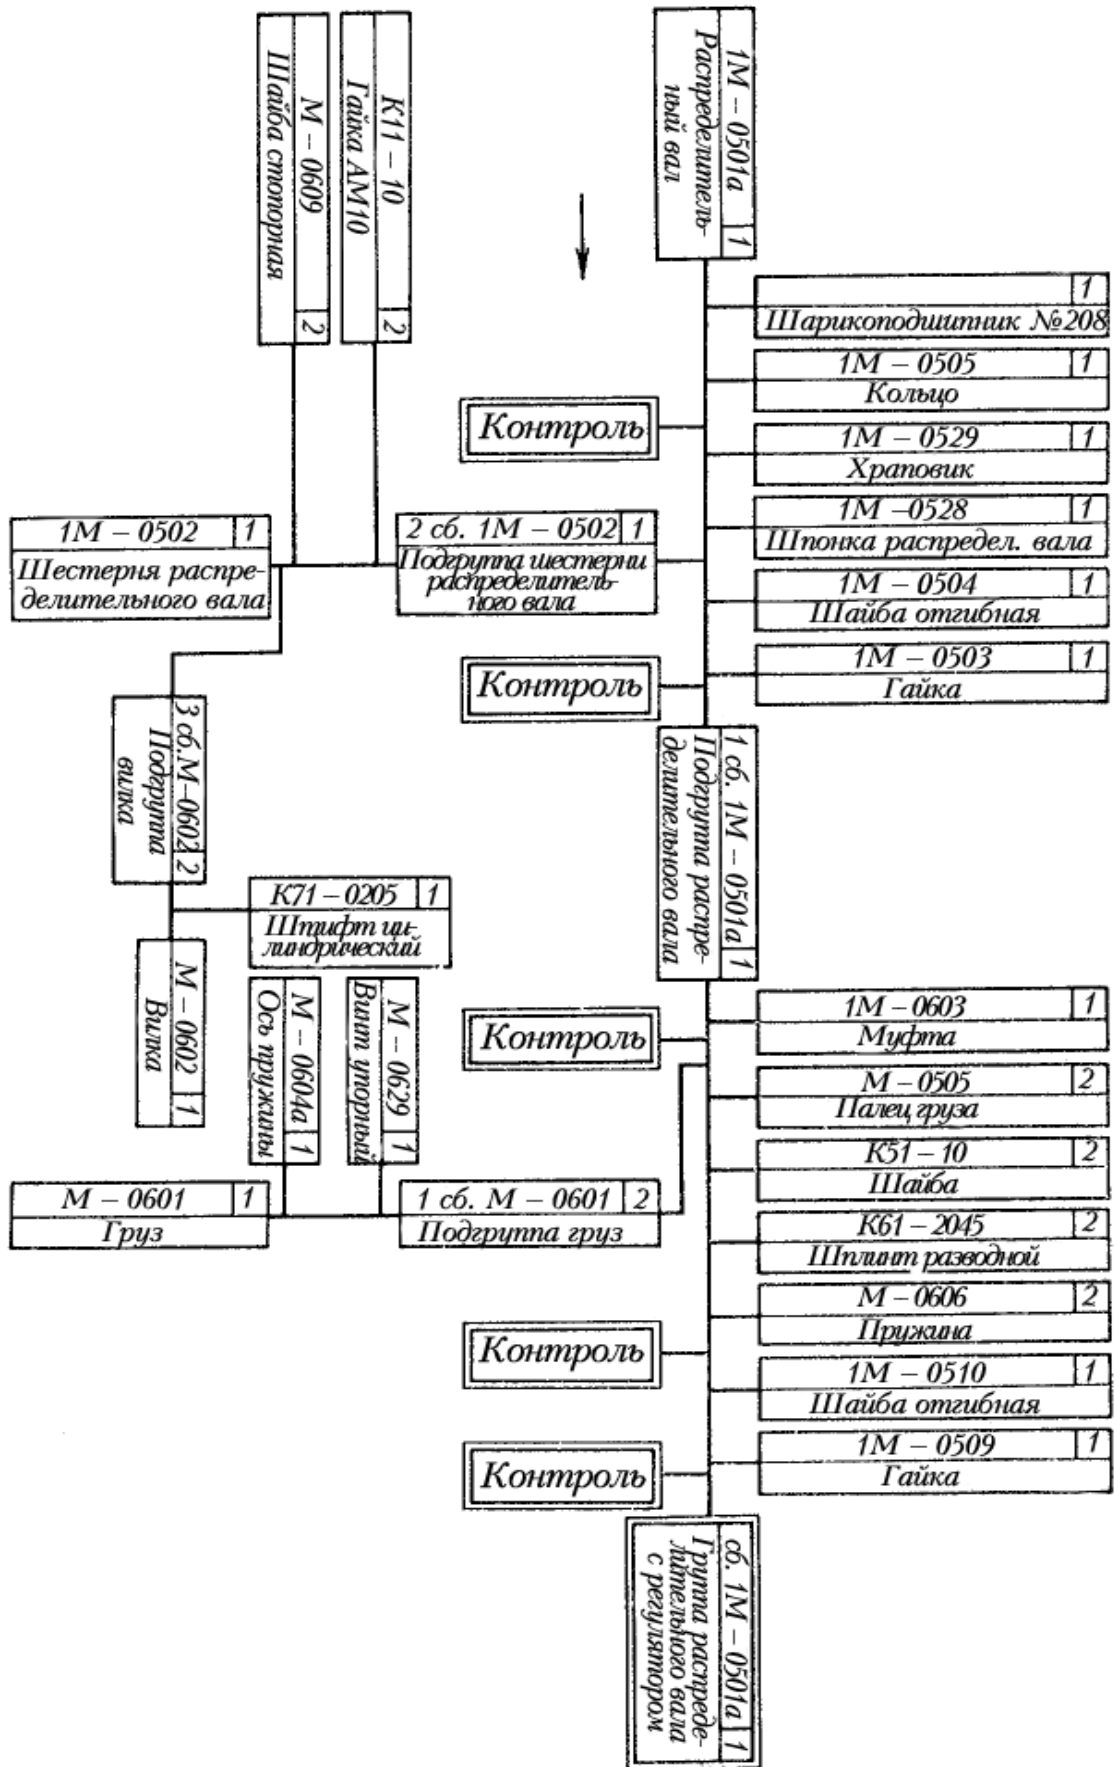 1М – 0501а 1
Распределитель-
ный вал
К11 – 10 2
Гайка АМ10
М – 0609 2
Шайба стопорная
1
Шарикоподшипник №208
1М – 0505 1
Кольцо
Контроль
1М – 0529 1
Храповик
1М –0528 1
Шпонка распредел. вала
1М – 0502 1
Шестерня распре-
делительного вала
2 сб. 1М – 0502 1
Подгруппа шестерни
распределитель-
ного вала
1М – 0504 1
Шайба отгибная
1М – 0503 1
Гайка
Контроль
3 сб.М–0602 2
Подгруппа
вилка
1 сб. 1М – 0501а 1
Подгруппа распре-
делительного вала
К71 – 0205 1
Штифт ци-
линдрический
М – 0602 1
Вилка
М – 0604а 1
Ось пружины
М – 0629 1
Винт упорный
1М – 0603 1
Муфта
Контроль
М – 0505 2
Палец груза
К51 – 10 2
Шайба
М – 0601 1
Груз
1 сб. М – 0601 2
Подгруппа груз
К61 – 2045 2
Шплинт разводной
М – 0606 2
Пружина
Контроль
1М – 0510 1
Шайба отгибная
1М – 0509 1
Гайка
Контроль
сб. 1М – 0501а 1
Группа распреде-
лительного вала
с регулятором